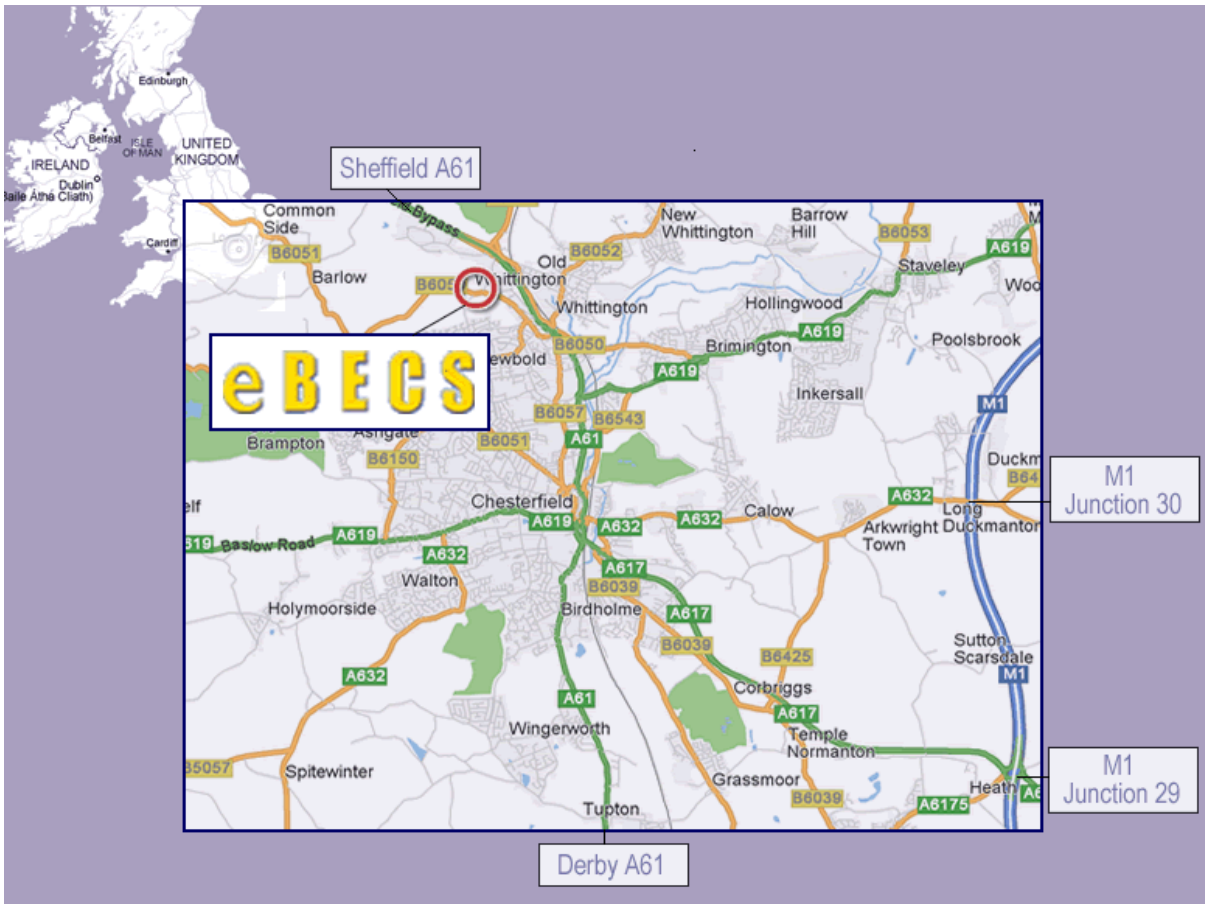 Edinburgh
Belfast
ISLE
OF MAN
UNITED
KINGDOM
IRELAND
Dublin
Baile Átha Cliath)
Cardiff
Sheffield A61
Bypass
Common
Side
New
Whittington
Barrow
Hill
B6051
B6052
B6053
A619
Old
Whittington
Staveley
Barlow
Woo
Whittington
Hollingwood
A619
B6050
Brimington
Poolsbrook
eBECS
ewbold
A619
Inkersall
M1
B6057
B6543
A61
Ashgate
Brampton
B6051
B6150
Duckm
M1
Junction 30
elf
Chesterfield
A632
Calow
Long
Duckmanton
Arkwright
Town
519
Baslow Road
A619
A619
A632
A632
A632
Walton
A617
B6039
Holymoorside
Birdholme
A617
B6039
B6425
Sutton
Scarsdale
A632
M1
Corbriggs
A61
A617
Wingerworth
Temple
Normanton
B5057
Spitewinter
Grassmoor
Heath
M1
Junction 29
B6039
A6175
Tupton
Derby A61